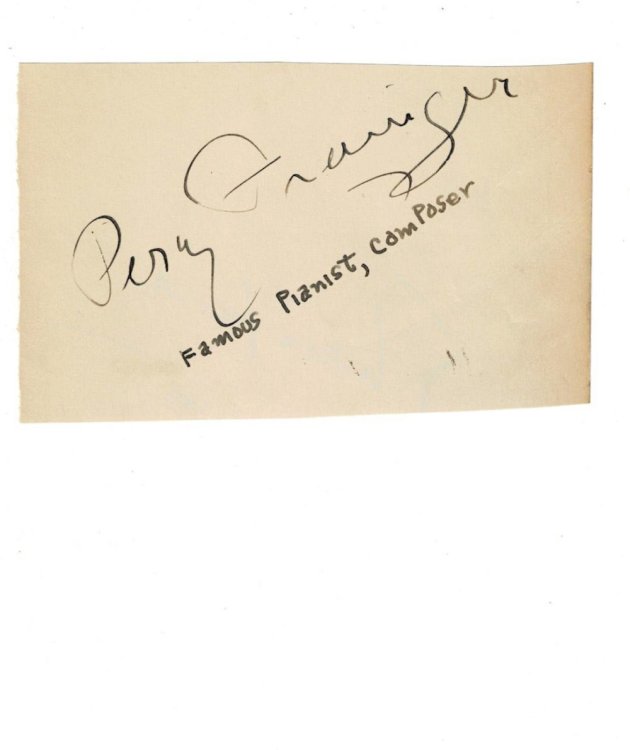 Percy Grainger
Famous Pianist, Composer